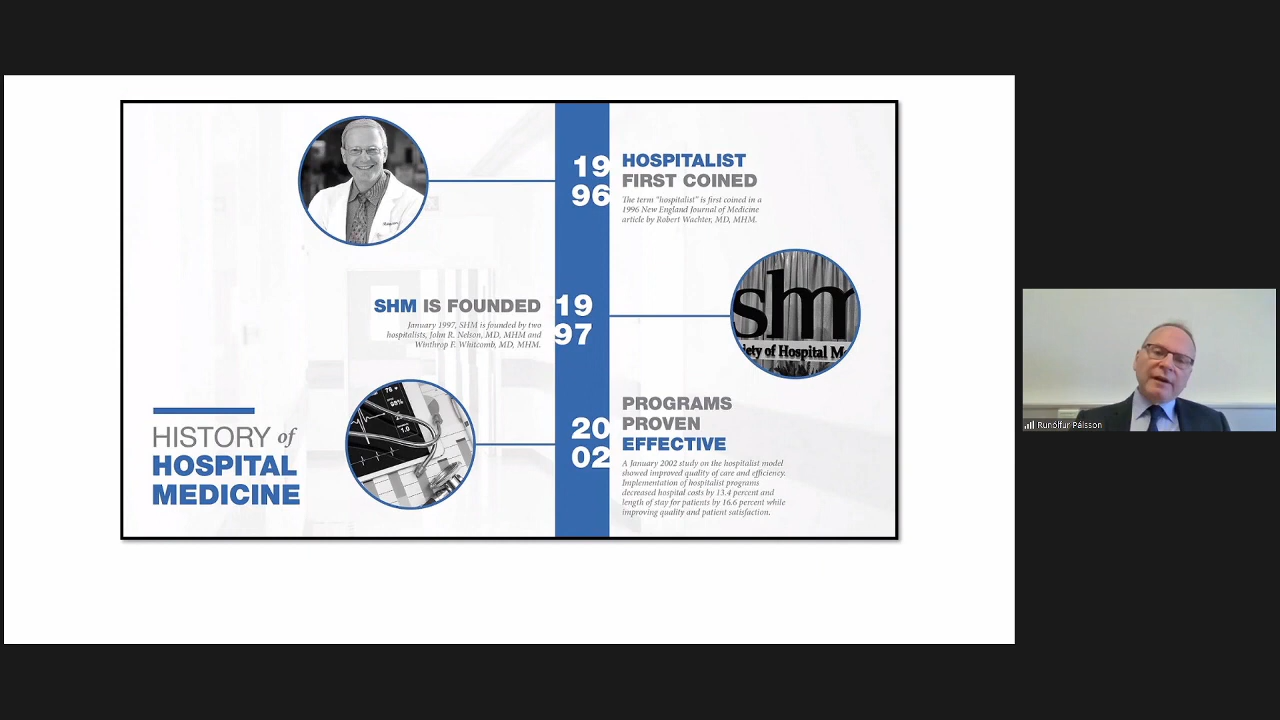 19
96
HOSPITALIST
FIRST COINED
The term "hospitalist" is first coined in a
1996 New England Journal of Medicine
article by Robert Wachter, MD, MHM.
SHM IS FOUNDED
January 1997, SHM is founded by two
hospitalists, John R. Nelson, MD, MHM and
Winthrop F. Whitcomb, MD, MHM.
19
97
shm
iety of Hospital M
HISTORY of
HOSPITAL
MEDICINE
98%
1.0
20
02
PROGRAMS
PROVEN
EFFECTIVE
A January 2002 study on the hospitalist model
showed improved quality of care and efficiency.
Implementation of hospitalist programs
decreased hospital costs by 13.4 percent and
length of stay for patients by 16.6 percent while
improving quality and patient satisfaction.
Runólfur Pálsson